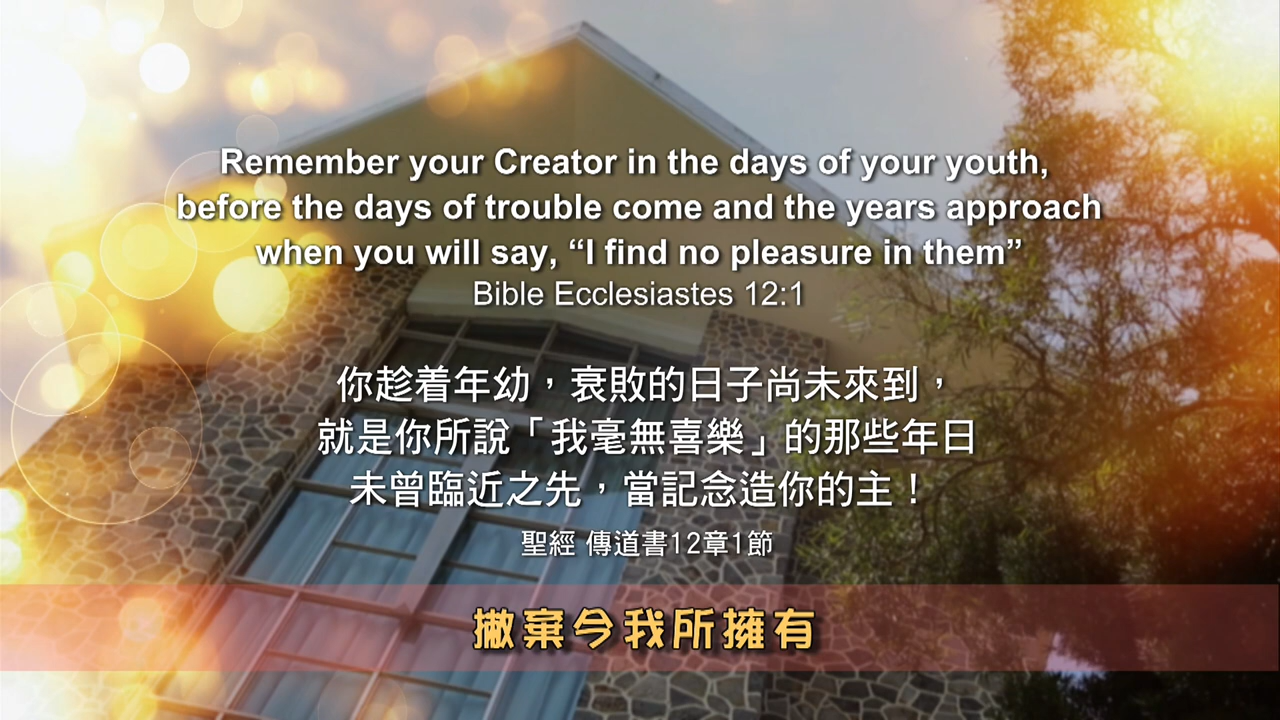 Remember your Creator in the days of your youth,
before the days of trouble come and the years approach
when you will say, “I find no pleasure in them”
Bible Ecclesiastes 12:1
你趁着年幼，衰敗的日子尚未來到，
就是你所說「我毫無喜樂」的那些年日
未曾臨近之先，當記念造你的主！
聖經 傳道書12章1節
撇棄今我所擁有